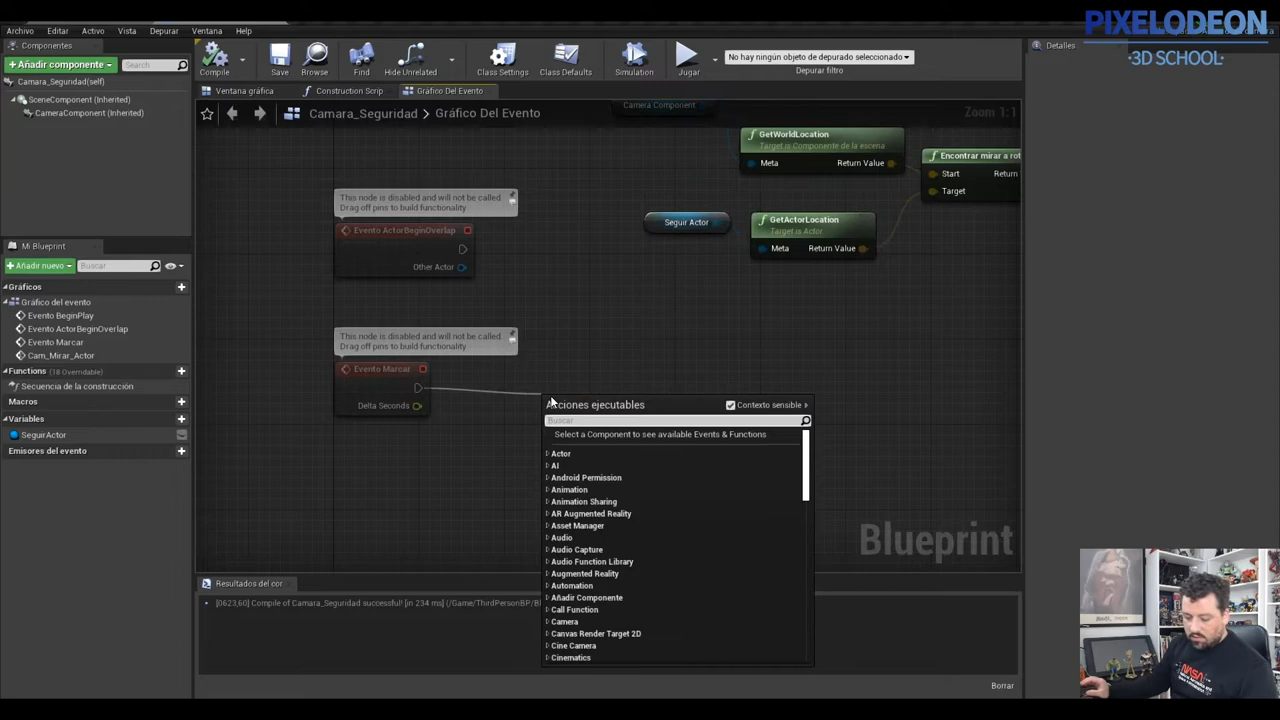 PIXELODEON
·3D SCHOOL·
Archivo Editar Activo Vista Depurar Ventana Help
Componentes
Añadir componente
Search
Camara_Seguridad(self)
SceneComponent (Inherited)
CameraComponent (Inherited)
Compile
Save
Browse
Find
Hide Unrelated
Class Settings
Class Defaults
Simulation
Jugar
No hay ningún objeto de depurado seleccionado
Depurar filtro
Detalles
Ventana gráfica
Construction Scrip
Gráfico Del Evento
Camara_Seguridad > Gráfico Del Evento
Zoom 1:1
Camera Component
GetWorldLocation
Target is Componente de la escena
Meta Return Value
Encontrar mirar a rot
Start Return
Target
This node is disabled and will not be called.
Drag off pins to build functionality
Evento ActorBeginOverlap
Other Actor
Seguir Actor
GetActorLocation
Target is Actor
Meta Return Value
This node is disabled and will not be called.
Drag off pins to build functionality
Evento Marcar
Delta Seconds
Acciones ejecutables
Contexto sensible
Buscar
Select a Component to see available Events & Functions
Actor
AI
Android Permission
Animation
Animation Sharing
AR Augmented Reality
Asset Manager
Audio
Audio Capture
Audio Function Library
Augmented Reality
Automation
Añadir Componente
Call Function
Camera
Canvas Render Target 2D
Cine Camera
Cinematics
Blueprint
Mi Blueprint
Añadir nuevo
Buscar
Gráficos
Gráfico del evento
Evento BeginPlay
Evento ActorBeginOverlap
Evento Marcar
Cam_Mirar_Actor
Functions (18 Overridable)
Secuencia de la construcción
Macros
Variables
SeguirActor
Emisores del evento
Resultados del cor
[0623,60] Compile of Camara_Seguridad successful! [in 234 ms] (/Game/ThirdPersonBP/Bl
Borrar
NASA